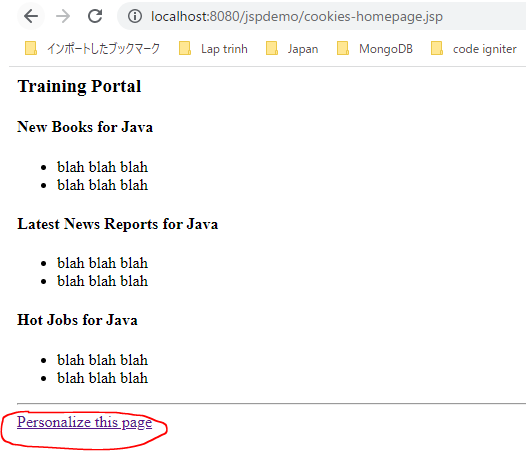 localhost:8080/jspdemo/cookies-homepage.jsp
インポートしたブックマーク Lap trinh Japan MongoDB code igniter
Training Portal
New Books for Java
• blah blah blah
• blah blah blah
Latest News Reports for Java
• blah blah blah
• blah blah blah
Hot Jobs for Java
• blah blah blah
• blah blah blah
Personalize this page